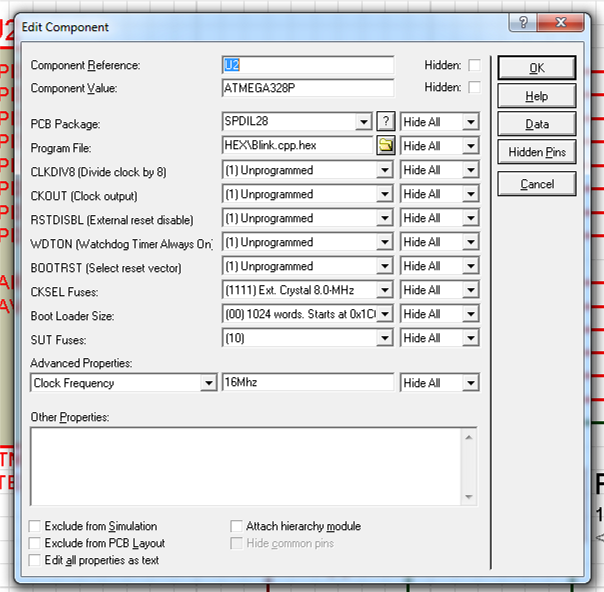 Edit Component
Component Reference: U2 Hidden:
Component Value: ATMEGA328P Hidden:
PCB Package: SPDIL28 ? Hide All
Program File: HEX\Blink.cpp.hex Hide All
CLKDIV8 (Divide clock by 8) (1) Unprogrammed Hide All
CKOUT (Clock output) (1) Unprogrammed Hide All
RSTDISBL (External reset disable) (1) Unprogrammed Hide All
WDTON (Watchdog Timer Always On) (1) Unprogrammed Hide All
BOOTRST (Select reset vector) (1) Unprogrammed Hide All
CKSEL Fuses: (1111) Ext. Crystal 8.0-MHz Hide All
Boot Loader Size: (00) 1024 words. Starts at 0x1C Hide All
SUT Fuses: (10) Hide All
Advanced Properties:
Clock Frequency 16Mhz Hide All
Other Properties:
Exclude from Simulation Attach hierarchy module
Exclude from PCB Layout Hide common pins
Edit all properties as text
?
OK
Help
Data
Hidden Pins
Cancel